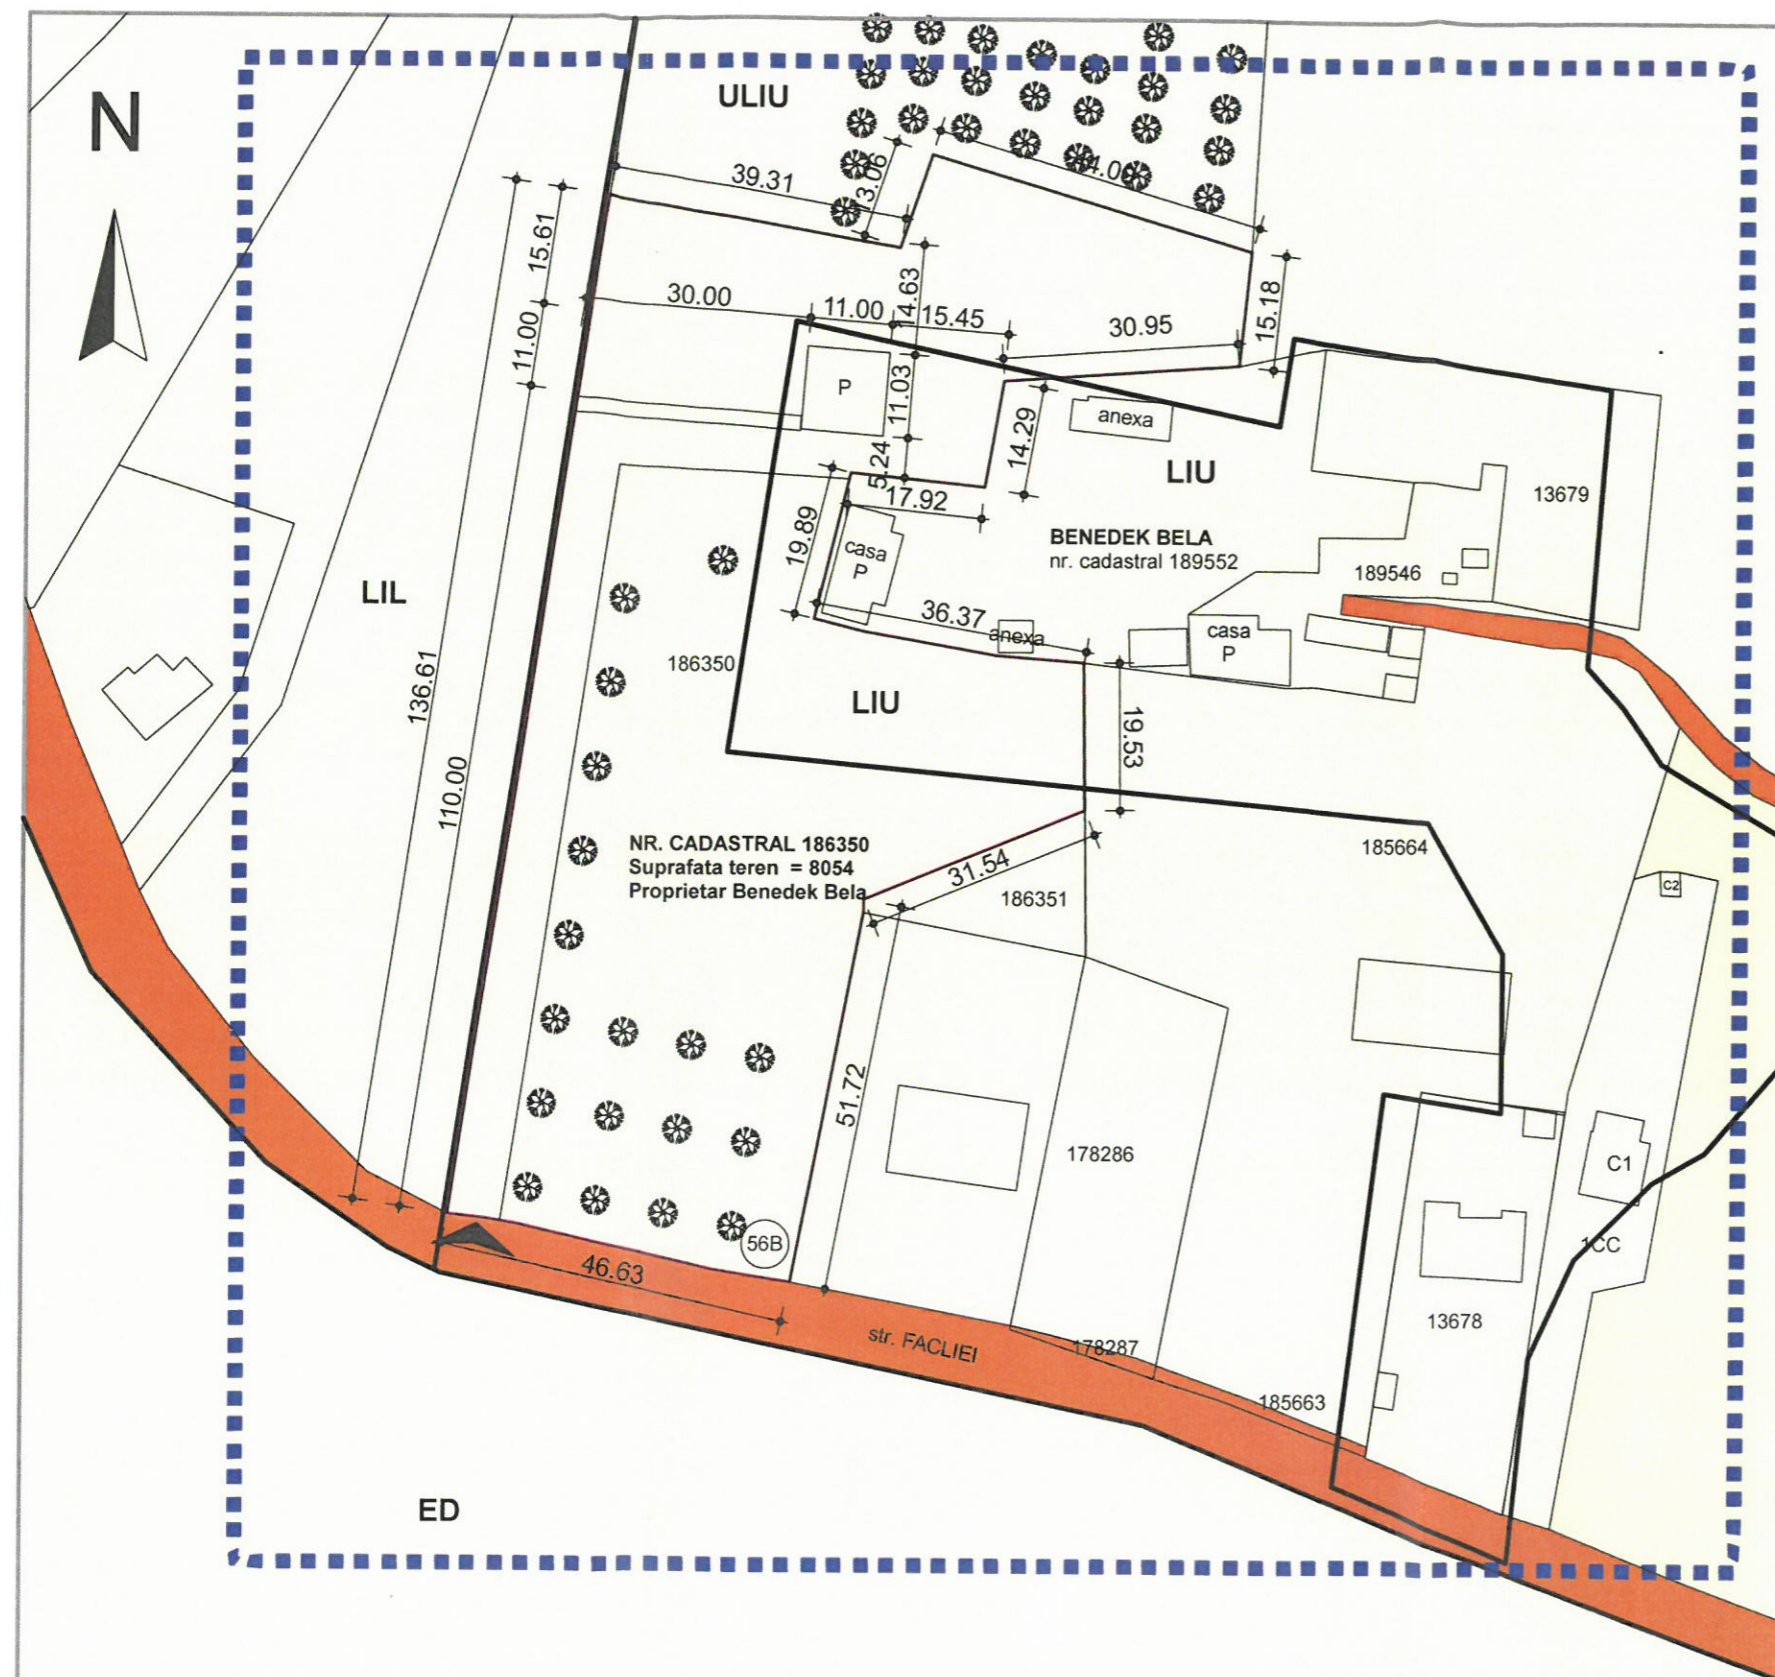 N
ULIU
39.31
13.06
15.61
30.00
11.00
14.63
15.45
30.95
15.18
11.00
P
11.03
anexa
14.29
LIU
5.24
17.92
13679
19.89
casa
P
BENEDEK BELA
nr. cadastral 189552
189546
LIL
36.37
anexa
casa
P
186350
LIU
136.61
19.53
110.00
NR. CADASTRAL 186350
Suprafata teren = 8054
Proprietar Benedek Bela
31.54
185664
186351
C2
51.72
178286
C1
56B
1CC
46.63
str. FACLIEI
178287
13678
185663
ED